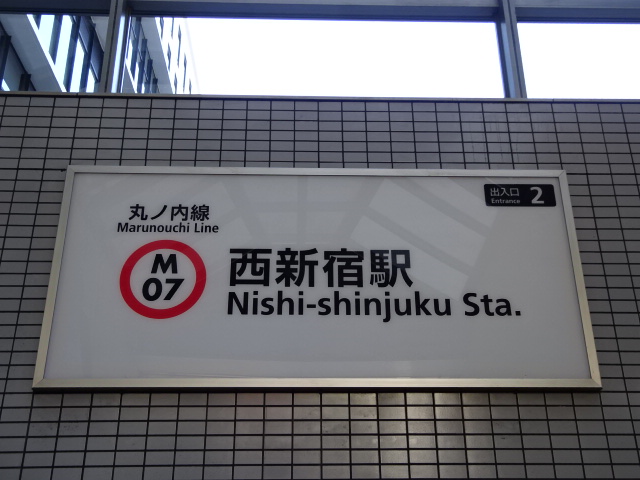 出入口
Entrance 2
丸ノ内線
Marunouchi Line
M
07
西新宿駅
Nishi-shinjuku Sta.